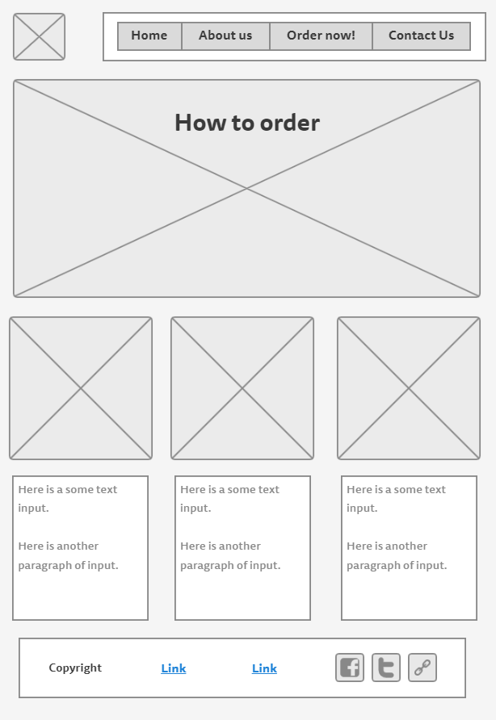 Home About us Order now! Contact Us
How to order
Here is a some text
input.
Here is another
paragraph of input.
Here is a some text
input.
Here is another
paragraph of input.
Here is a some text
input.
Here is another
paragraph of input.
Copyright Link Link